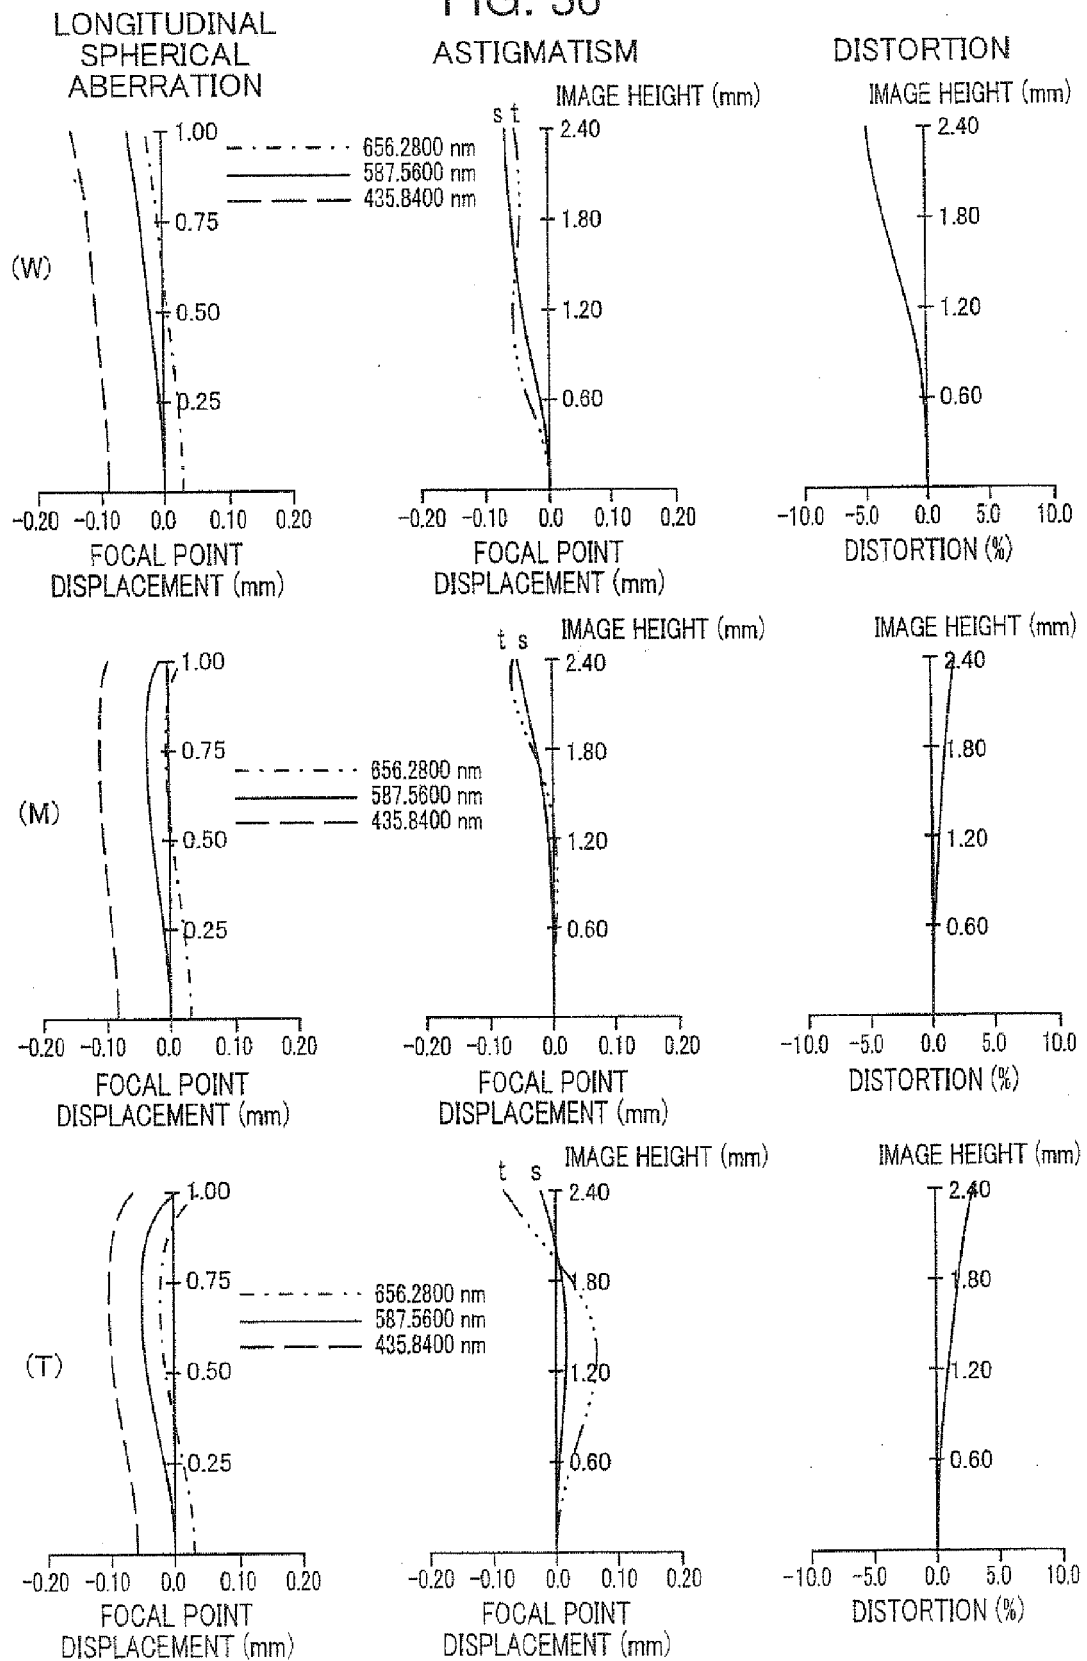 FIG. 36
LONGITUDINAL
SPHERICAL
ABERRATION
ASTIGMATISM
DISTORTION
(W)
1.00
0.75
0.50
0.25
656.2800 nm
587.5600 nm
435.8400 nm
-0.20 -0.10 0.0 0.10 0.20
FOCAL POINT
DISPLACEMENT (mm)
IMAGE HEIGHT (mm)
s t
2.40
1.80
1.20
0.60
-0.20 -0.10 0.0 0.10 0.20
FOCAL POINT
DISPLACEMENT (mm)
IMAGE HEIGHT (mm)
2.40
1.80
1.20
0.60
-10.0 -5.0 0.0 5.0 10.0
DISTORTION (%)
(M)
1.00
0.75
0.50
0.25
656.2800 nm
587.5600 nm
435.8400 nm
-0.20 -0.10 0.0 0.10 0.20
FOCAL POINT
DISPLACEMENT (mm)
IMAGE HEIGHT (mm)
t s
2.40
1.80
1.20
0.60
-0.20 -0.10 0.0 0.10 0.20
FOCAL POINT
DISPLACEMENT (mm)
IMAGE HEIGHT (mm)
2.40
1.80
1.20
0.60
-10.0 -5.0 0.0 5.0 10.0
DISTORTION (%)
(T)
1.00
0.75
0.50
0.25
656.2800 nm
587.5600 nm
435.8400 nm
-0.20 -0.10 0.0 0.10 0.20
FOCAL POINT
DISPLACEMENT (mm)
IMAGE HEIGHT (mm)
t s
2.40
1.80
1.20
0.60
-0.20 -0.10 0.0 0.10 0.20
FOCAL POINT
DISPLACEMENT (mm)
IMAGE HEIGHT (mm)
2.40
1.80
1.20
0.60
-10.0 -5.0 0.0 5.0 10.0
DISTORTION (%)